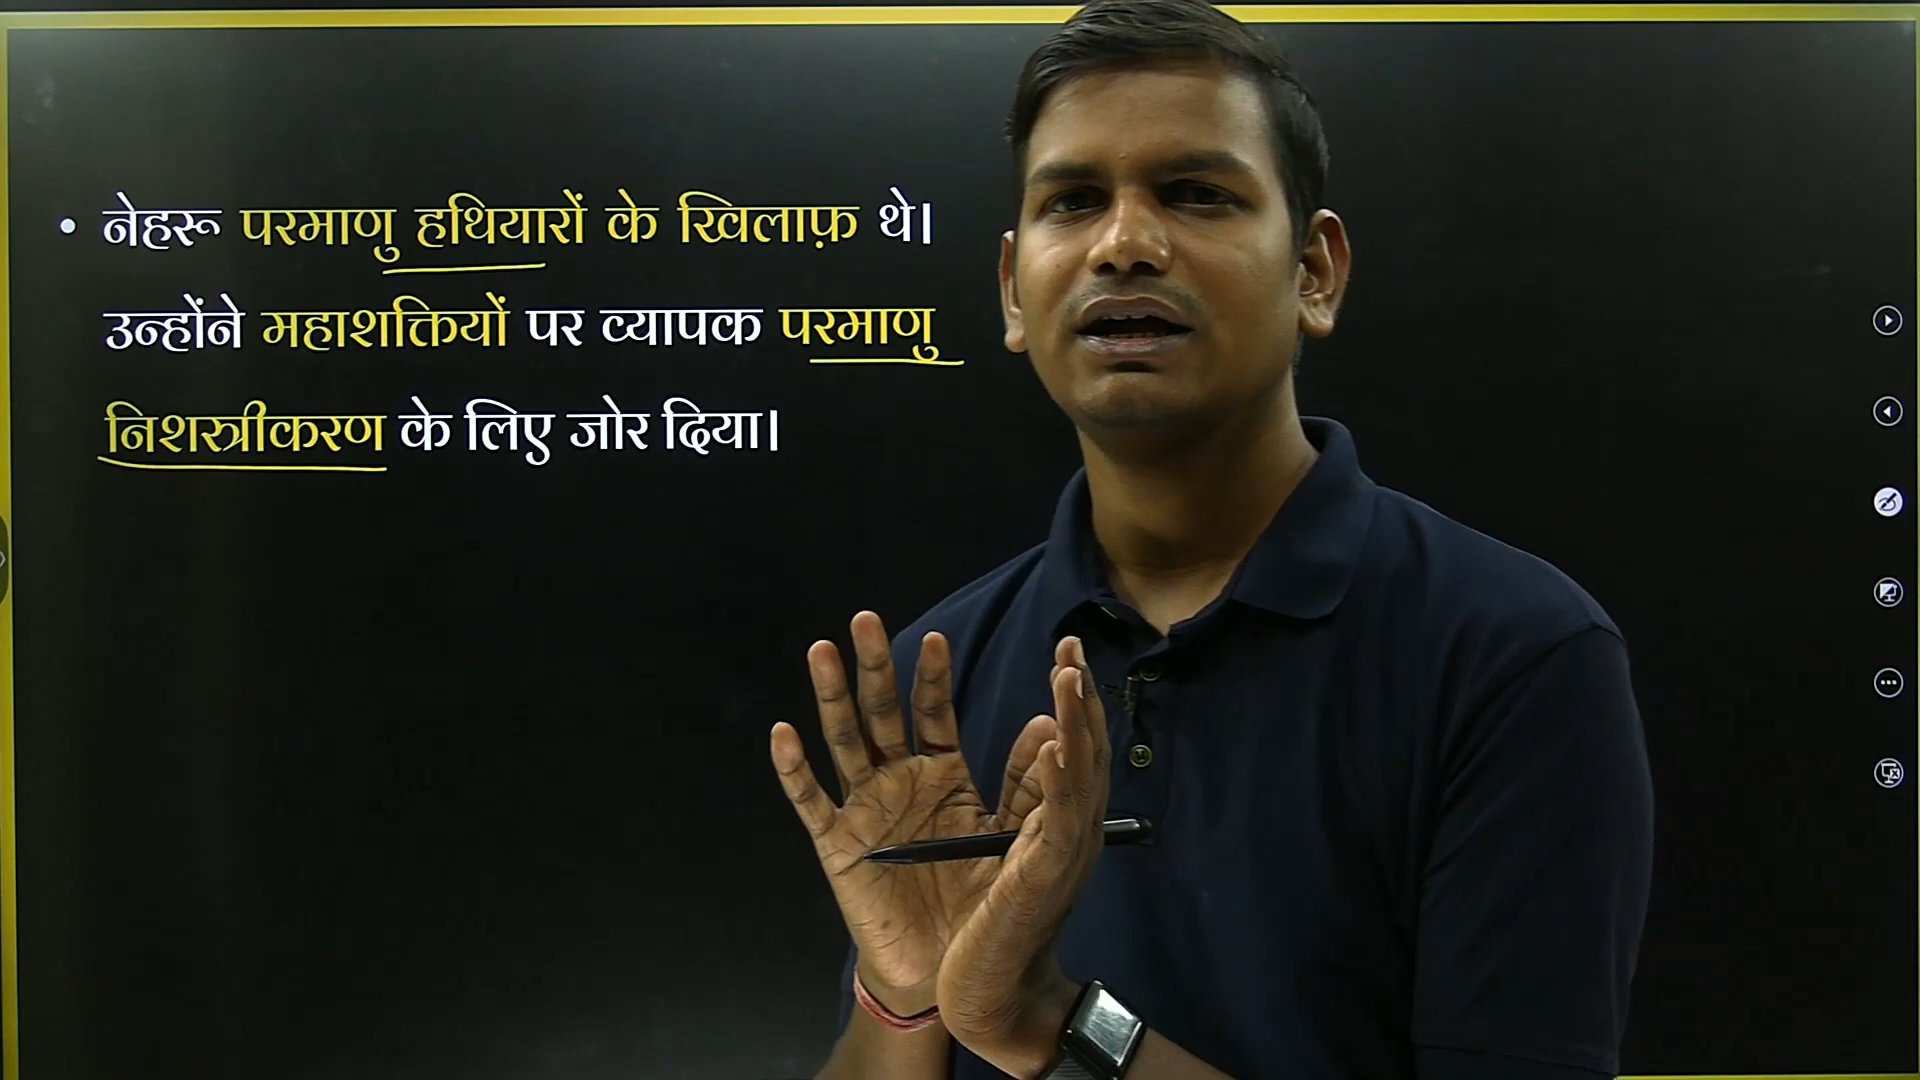 • नेहरू परमाणु हथियारों के खिलाफ़ थे।
उन्होंने महाशक्तियों पर व्यापक परमाणु
निशस्त्रीकरण के लिए जोर दिया।